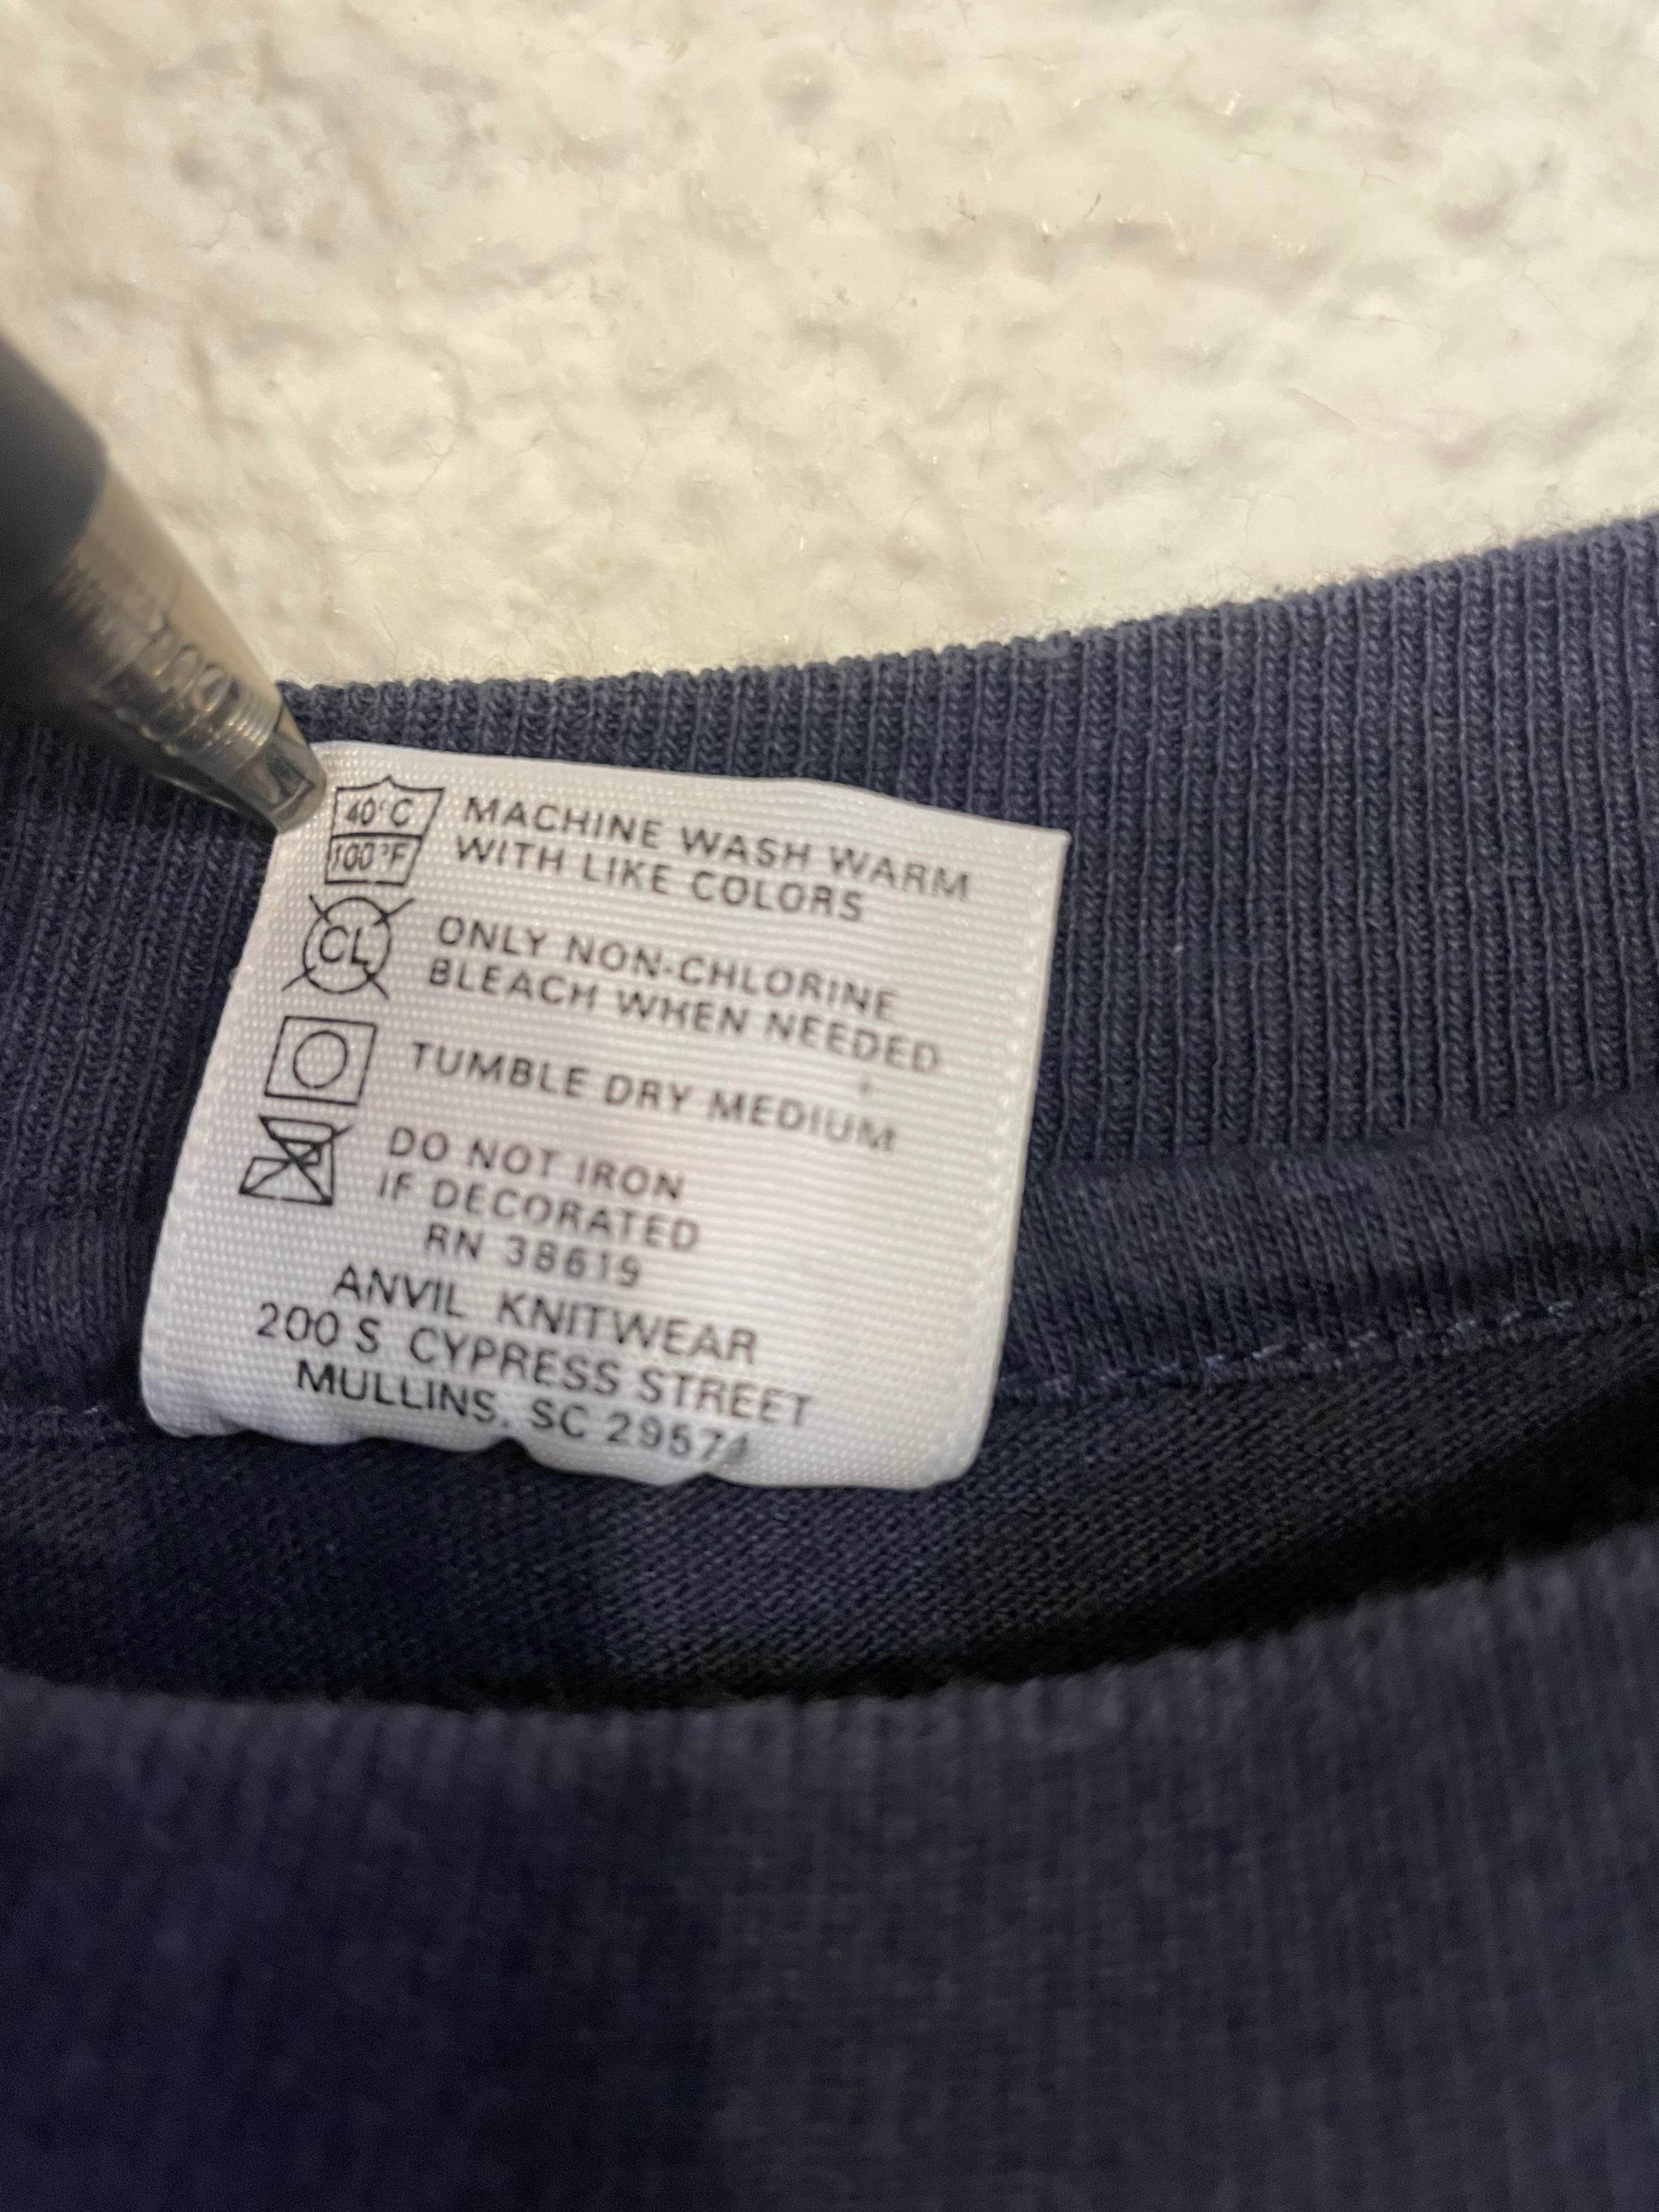 40°C
100°F
MACHINE WASH WARM
WITH LIKE COLORS
CL
ONLY NON-CHLORINE
BLEACH WHEN NEEDED
TUMBLE DRY MEDIUM
DO NOT IRON
IF DECORATED
RN 38619
ANVIL KNITWEAR
200 S CYPRESS STREET
MULLINS, SC 29574